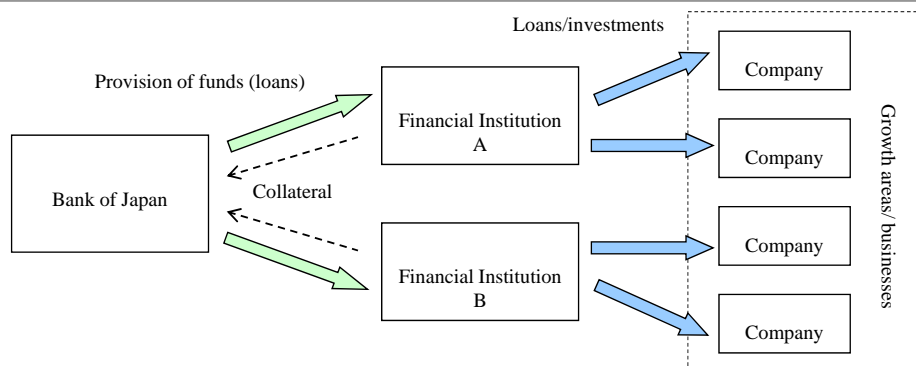 Loans/investments
Provision of funds (loans)
Company
Financial Institution
A
Company
Bank of Japan
Collateral
Company
Financial Institution
B
Company
Growth areas/ businesses